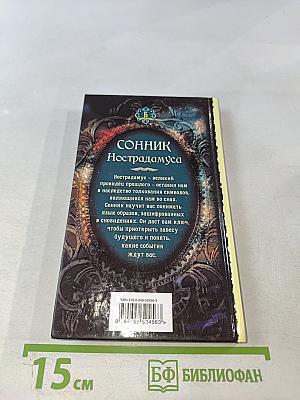 Б
СОННИК
Нострадамуса
Нострадамус – великий
провидец прошлого – оставил нам
в наследство толкования символов,
являющихся нам во снах.
Сонник научит вас понимать
язык образов, зашифрованных
в сновидениях. Он даст вам ключ,
чтобы приоткрыть завесу
будущего и понять,
какие события
ждут вас.
15 см
БФ БИБЛИОФАН